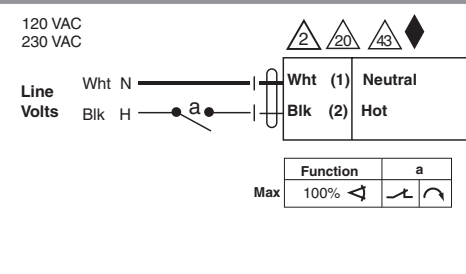 120 VAC
230 VAC
2 20 43
Line
Volts
Wht N
Blk H
a
Wht (1) Neutral
Blk (2) Hot
Function a
Max 100%